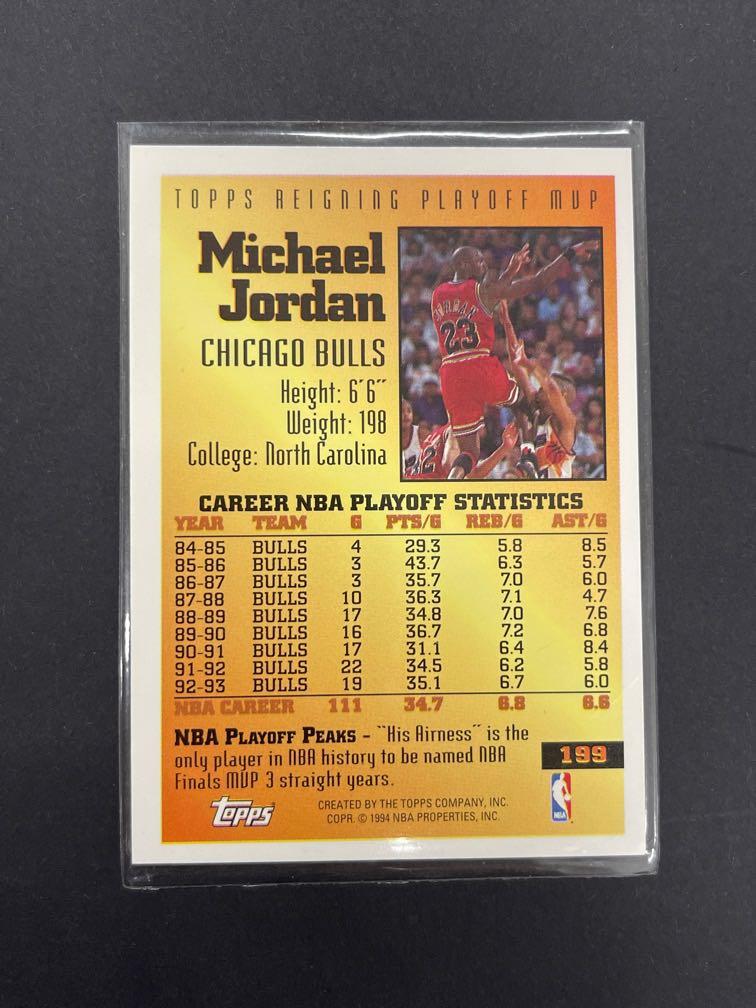 TOPPS REIGNING PLAYOFF MVP
Michael
Jordan
CHICAGO BULLS
Height: 6'6"
Weight: 198
College: North Carolina
JORDAN
23
CAREER NBA PLAYOFF STATISTICS
YEAR TEAM G PTS/G REB/G AST/G
84-85 BULLS 4 29.3 5.8 8.5
85-86 BULLS 3 43.7 6.3 5.7
86-87 BULLS 3 35.7 7.0 6.0
87-88 BULLS 10 36.3 7.1 4.7
88-89 BULLS 17 34.8 7.0 7.6
89-90 BULLS 16 36.7 7.2 6.8
90-91 BULLS 17 31.1 6.4 8.4
91-92 BULLS 22 34.5 6.2 5.8
92-93 BULLS 19 35.1 6.7 6.0
NBA CAREER 111 34.7 6.8 6.6
NBA PLAYOFF PEAKS - "His Airness" is the
only player in NBA history to be named NBA
Finals MVP 3 straight years.
199
Topps
CREATED BY THE TOPPS COMPANY, INC.
COPR. © 1994 NBA PROPERTIES, INC.
NBA